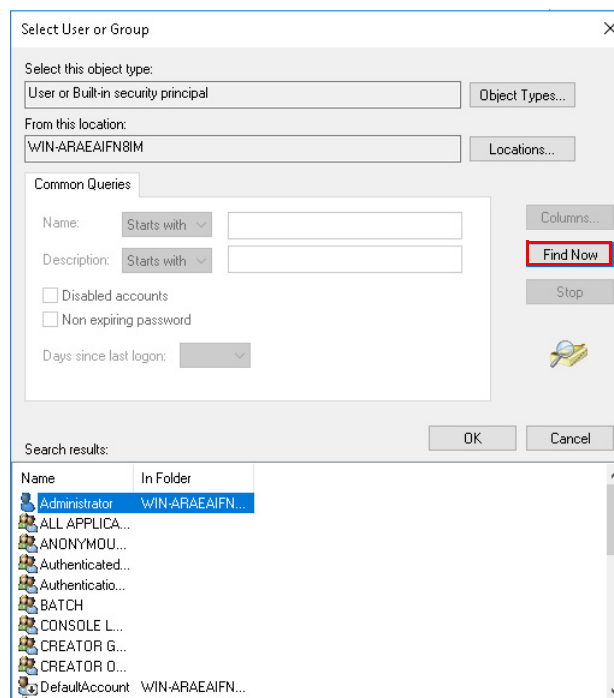 Select User or Group
Select this object type:
User or Built-in security principal
Object Types...
From this location:
WIN-ARAEAIFN8IM
Locations...
Common Queries
Name:
Starts with
Columns...
Description:
Starts with
Find Now
Disabled accounts
Stop
Non expiring password
Days since last logon:
OK
Cancel
Search results:
Name
In Folder
Administrator
WIN-ARAEAIFN...
ALL APPLICA...
ANONYMOU...
Authenticated...
Authenticatio...
BATCH
CONSOLE L...
CREATOR G...
CREATOR O...
DefaultAccount
WIN-ARAEAIFN...